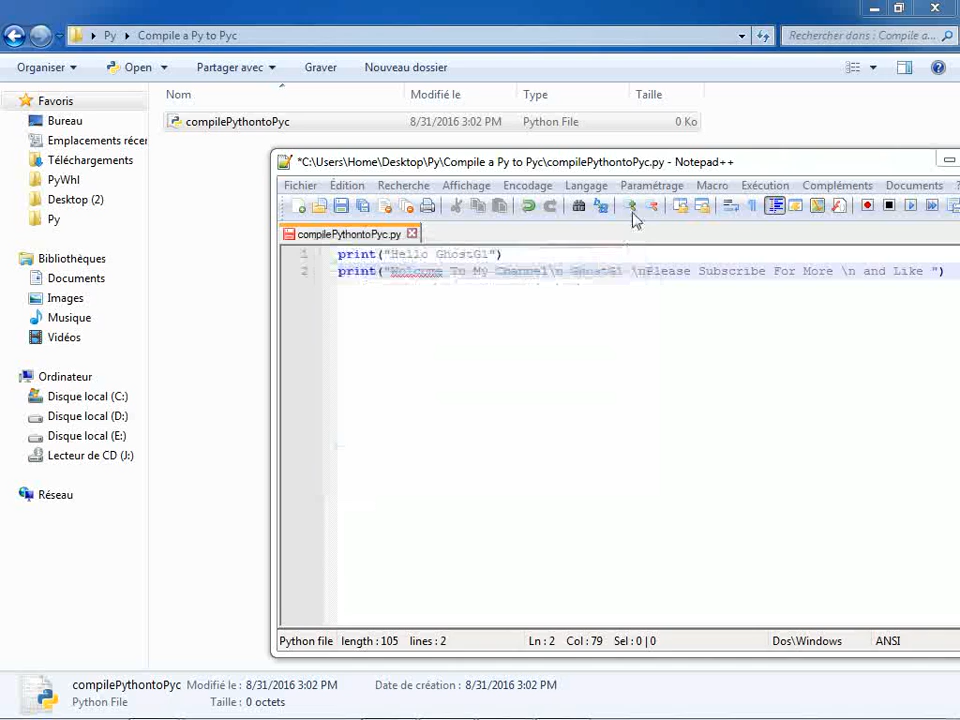 Py Compile a Py to Pyc Rechercher dans : Compile a...
Organiser Open Partager avec Graver Nouveau dossier
Favoris
Bureau
Emplacements récer
Téléchargements
PyWhl
Desktop (2)
Py
Bibliothèques
Documents
Images
Musique
Vidéos
Ordinateur
Disque local (C:)
Disque local (D:)
Disque local (E:)
Lecteur de CD (J:)
Réseau
Nom Modifié le Type Taille
compilePythontoPyc 8/31/2016 3:02 PM Python File 0 Ko
*C:\Users\Home\Desktop\Py\Compile a Py to Pyc\compilePythontoPyc.py - Notepad++
Fichier Édition Recherche Affichage Encodage Langage Paramétrage Macro Exécution Compléments Documents ?
compilePythontoPyc.py
1 print("Hello GhostG1")
2 print("Welcome To My Channel\n GhostG1 \nPlease Subscribe For More \n and Like ")
Python file length : 105 lines : 2 Ln : 2 Col : 79 Sel : 0 | 0 Dos\Windows ANSI
compilePythontoPyc Modifié le : 8/31/2016 3:02 PM Date de création : 8/31/2016 3:02 PM
Python File Taille : 0 octets